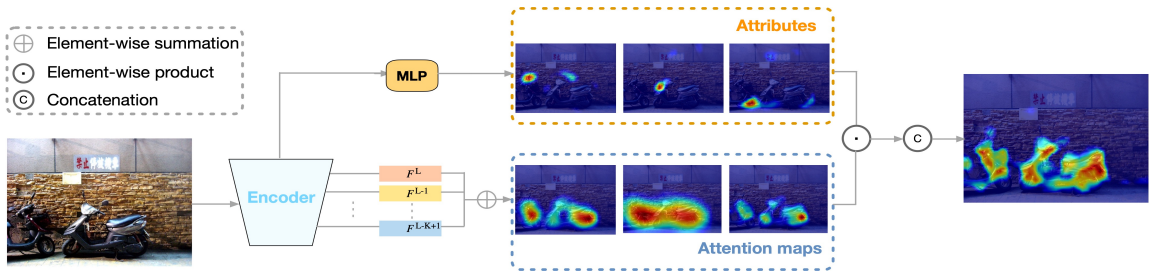 Element-wise summation
Element-wise product
C Concatenation
MLP
Attributes
Encoder
F^L
F^L-1
F^L-K+1
Attention maps
C